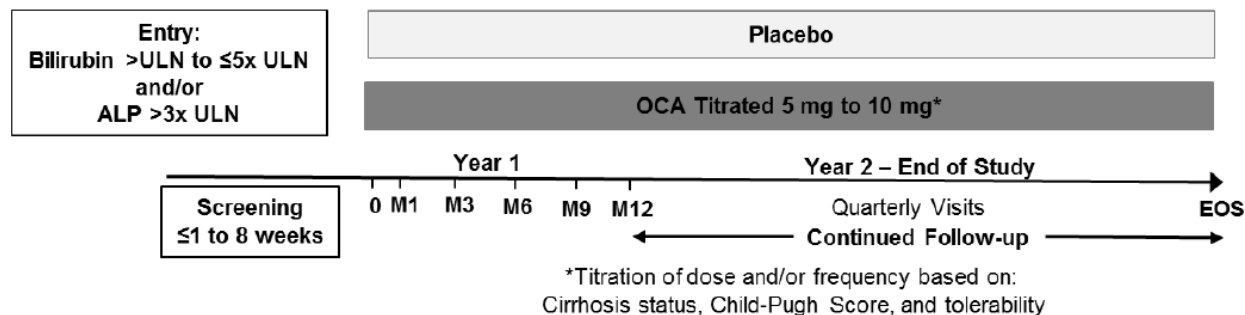 Entry:
Bilirubin >ULN to ≤5x ULN
and/or
ALP >3x ULN
Placebo
OCA Titrated 5 mg to 10 mg*
Year 1
Year 2 – End of Study
Screening
≤1 to 8 weeks
0 M1 M3 M6 M9 M12
Quarterly Visits
EOS
Continued Follow-up
*Titration of dose and/or frequency based on:
Cirrhosis status, Child-Pugh Score, and tolerability